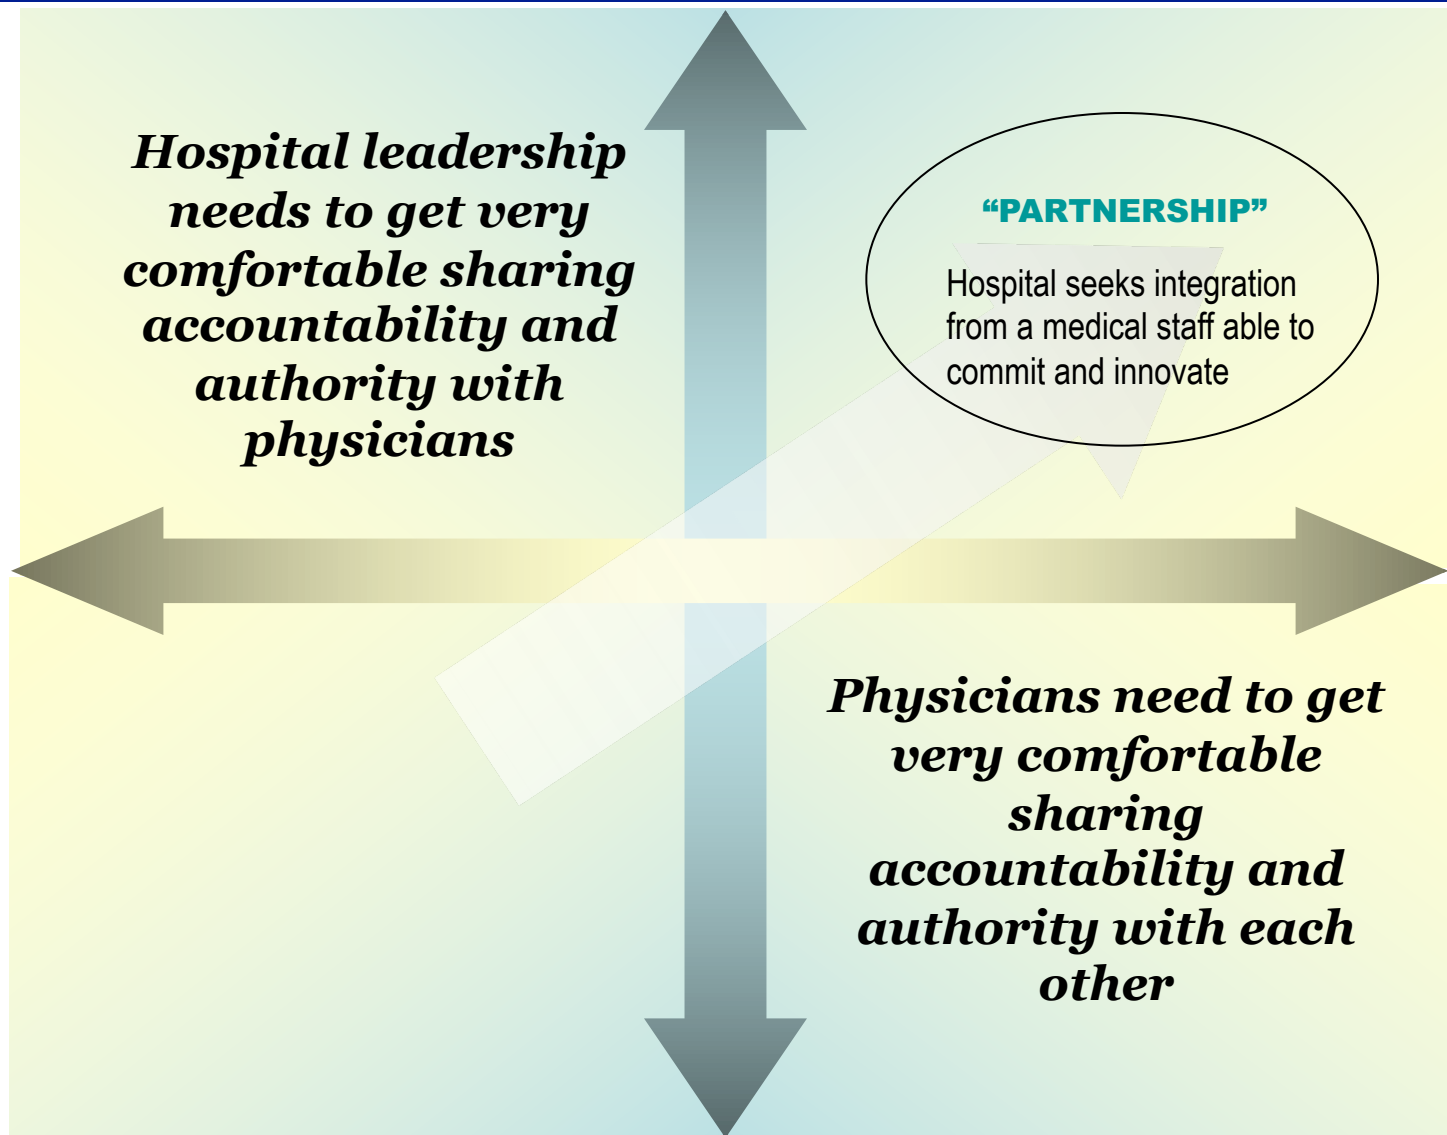 Hospital leadership
needs to get very
comfortable sharing
accountability and
authority with
physicians
“PARTNERSHIP”
Hospital seeks integration
from a medical staff able to
commit and innovate
Physicians need to get
very comfortable
sharing
accountability and
authority with each
other